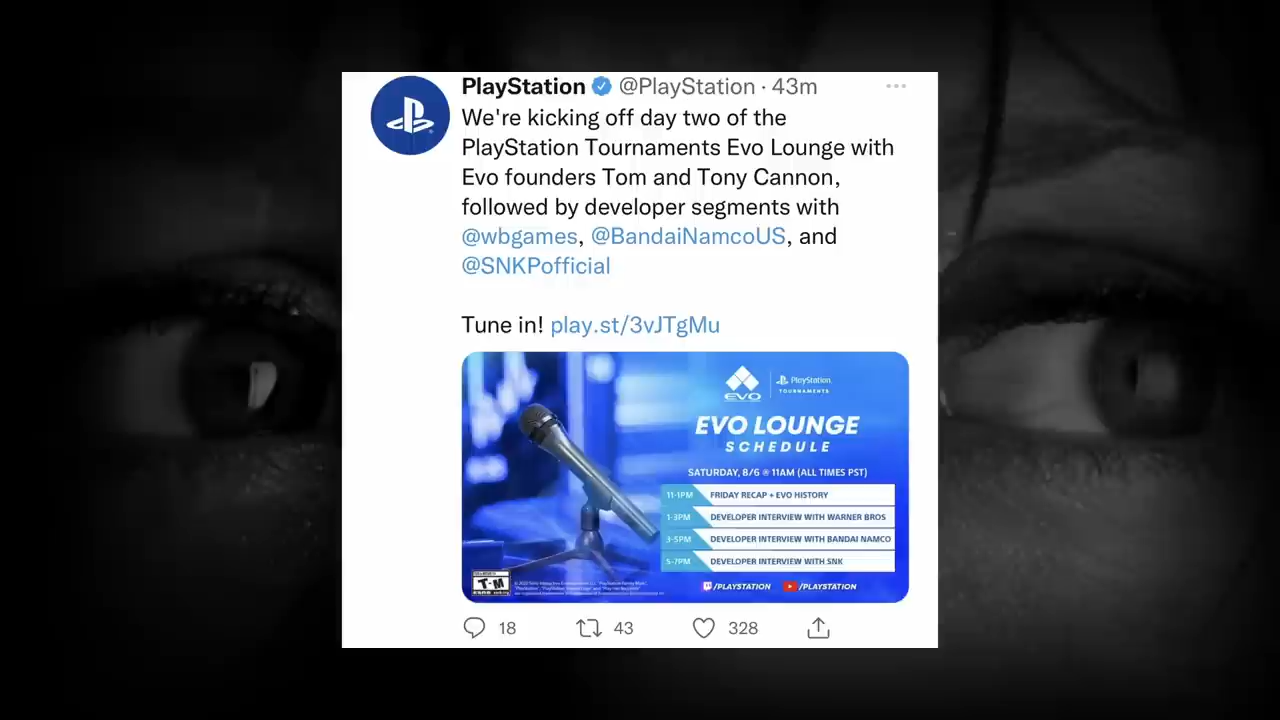 PlayStation @PlayStation · 43m
We're kicking off day two of the
PlayStation Tournaments Evo Lounge with
Evo founders Tom and Tony Cannon,
followed by developer segments with
@wbgames, @BandaiNamcoUS, and
@SNKPofficial
Tune in! play.st/3vJTgMu
EVO
PlayStation
TOURNAMENTS
EVO LOUNGE
SCHEDULE
SATURDAY, 8/6 @ 11AM (ALL TIMES PST)
11-1PM FRIDAY RECAP + EVO HISTORY
1-3PM DEVELOPER INTERVIEW WITH WARNER BROS
3-5PM DEVELOPER INTERVIEW WITH BANDAI NAMCO
5-7PM DEVELOPER INTERVIEW WITH SNK
T-M
/PLAYSTATION /PLAYSTATION
18 43 328